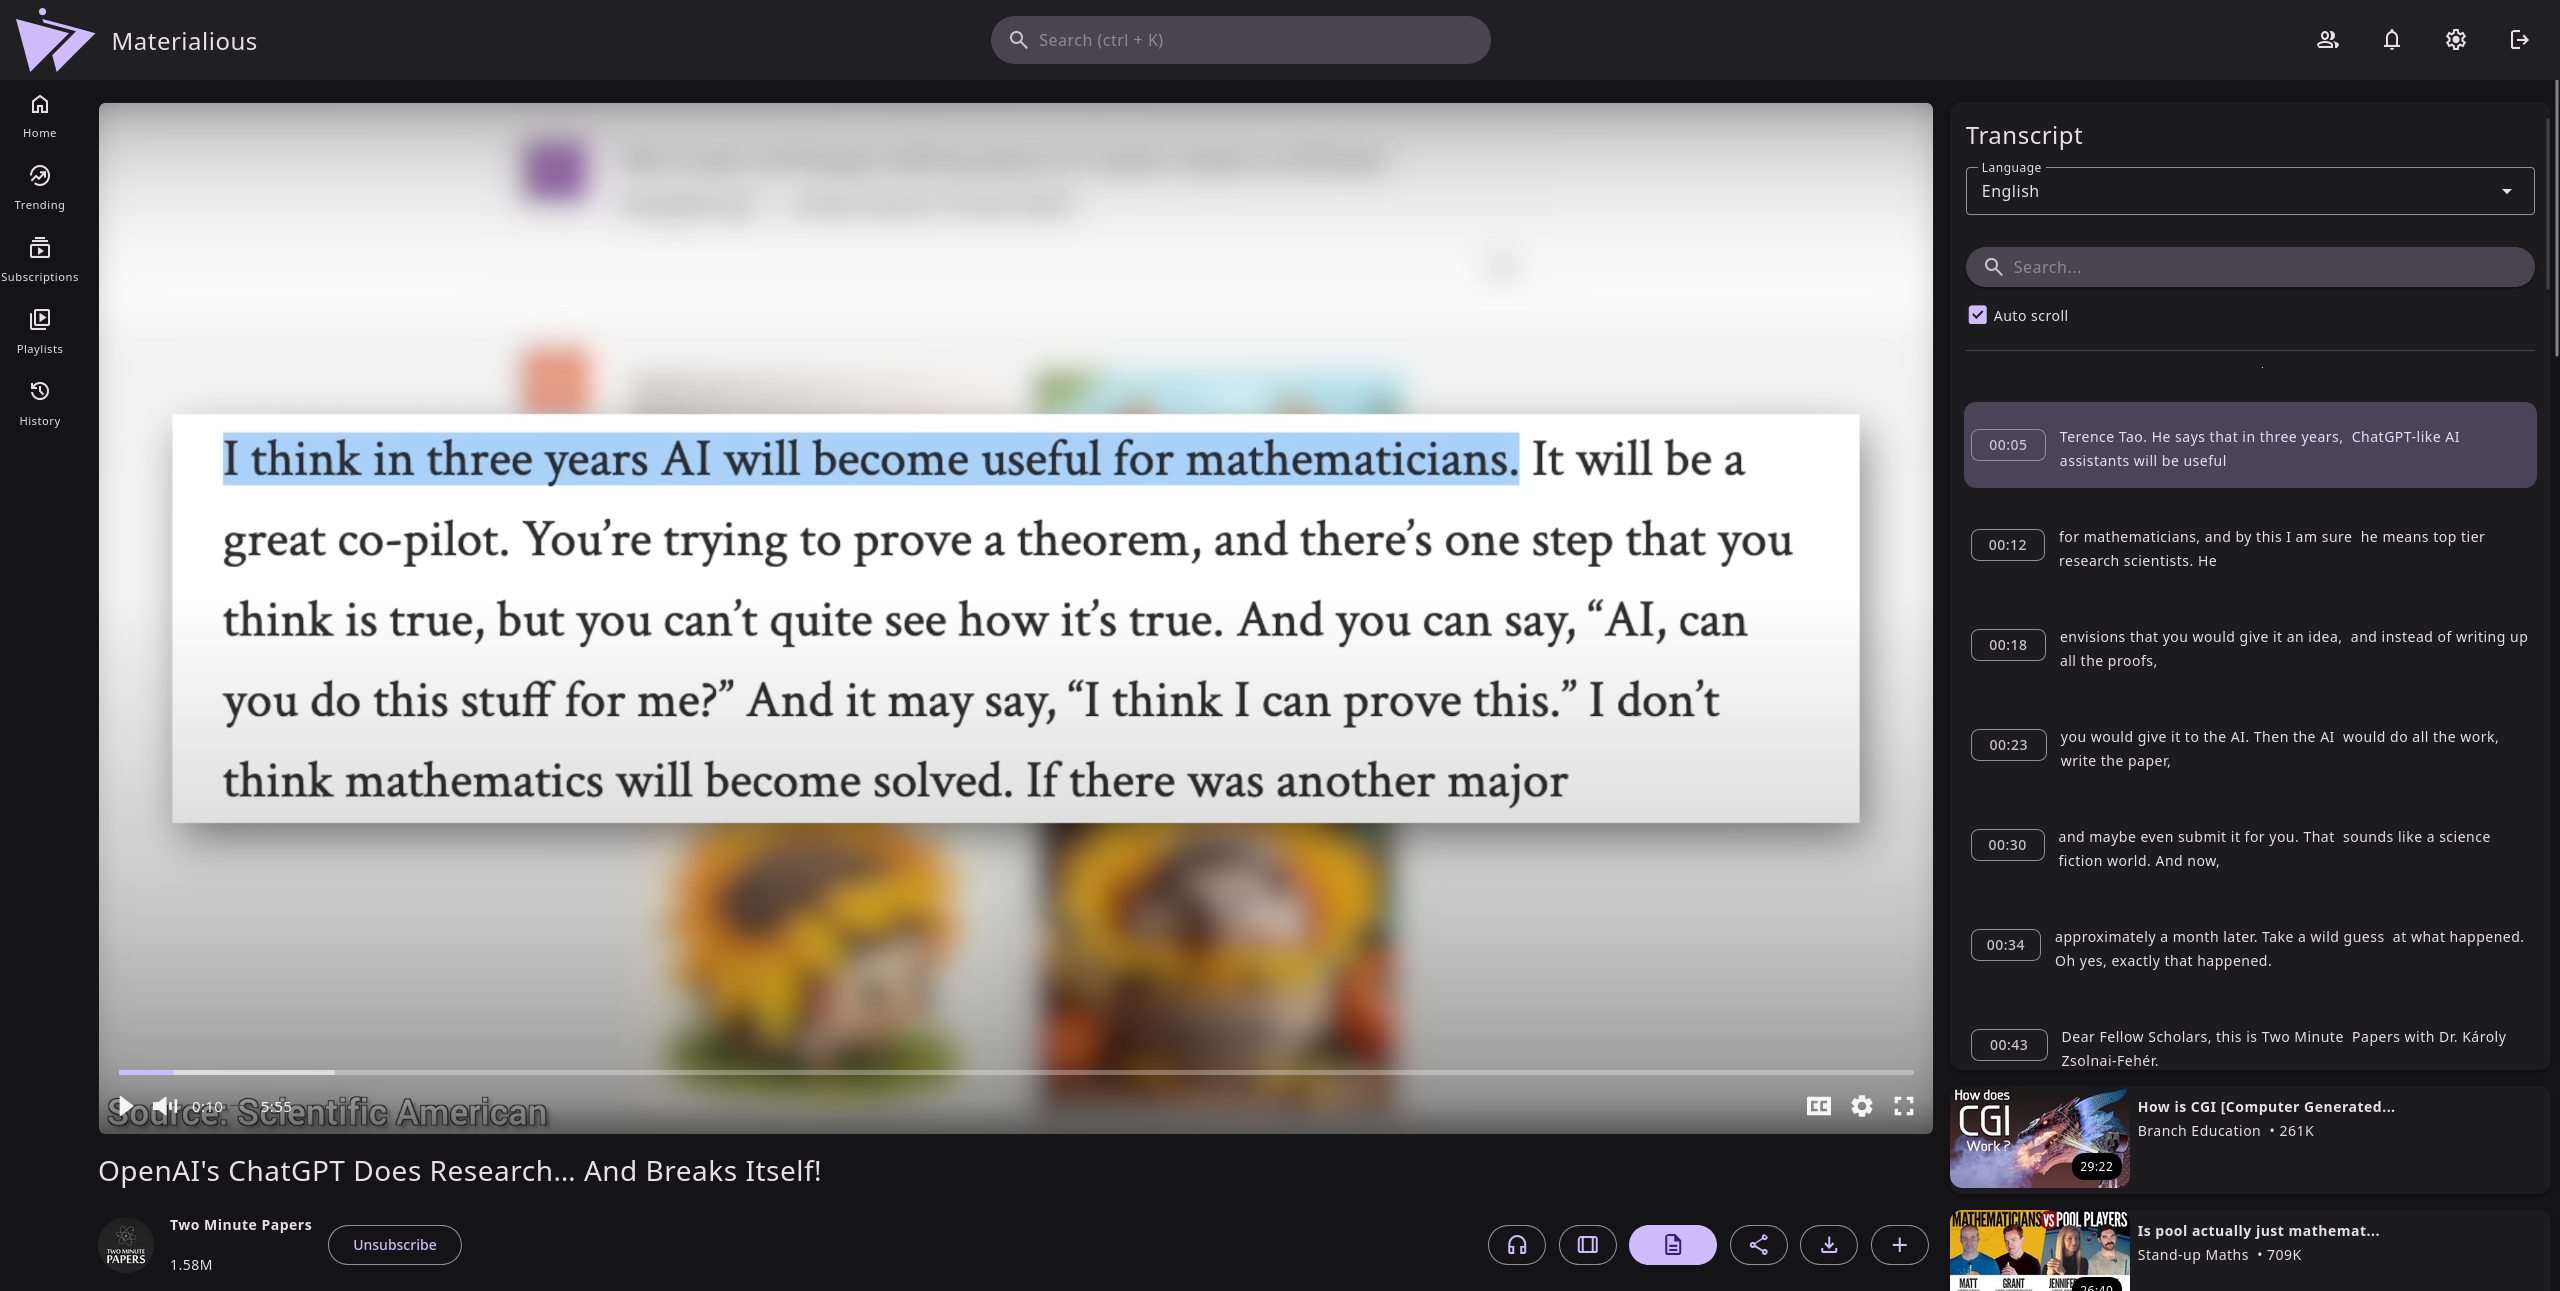 Materialious
Search (ctrl + K)
Home
Trending
Subscriptions
Playlists
History
I think in three years AI will become useful for mathematicians. It will be a
great co-pilot. You’re trying to prove a theorem, and there’s one step that you
think is true, but you can’t quite see how it’s true. And you can say, “AI, can
you do this stuff for me?” And it may say, “I think I can prove this.” I don’t
think mathematics will become solved. If there was another major
Source: Scientific American
0:10
5:55
CC
OpenAI's ChatGPT Does Research... And Breaks Itself!
TWO MINUTE
PAPERS
Two Minute Papers
1.58M
Unsubscribe
Transcript
Language
English
Search...
Auto scroll
00:05
Terence Tao. He says that in three years,  ChatGPT-like AI
assistants will be useful
00:12
for mathematicians, and by this I am sure  he means top tier
research scientists. He
00:18
envisions that you would give it an idea,  and instead of writing up
all the proofs,
00:23
you would give it to the AI. Then the AI  would do all the work,
write the paper,
00:30
and maybe even submit it for you. That  sounds like a science
fiction world. And now,
00:34
approximately a month later. Take a wild guess  at what happened.
Oh yes, exactly that happened.
00:43
Dear Fellow Scholars, this is Two Minute  Papers with Dr. Károly
Zsolnai-Fehér.
How does
CGI
Work?
29:22
How is CGI [Computer Generated...
Branch Education • 261K
MATHEMATICIANS VS POOL PLAYERS
MATT
GRANT
26:40
Is pool actually just mathemat...
Stand-up Maths • 709K